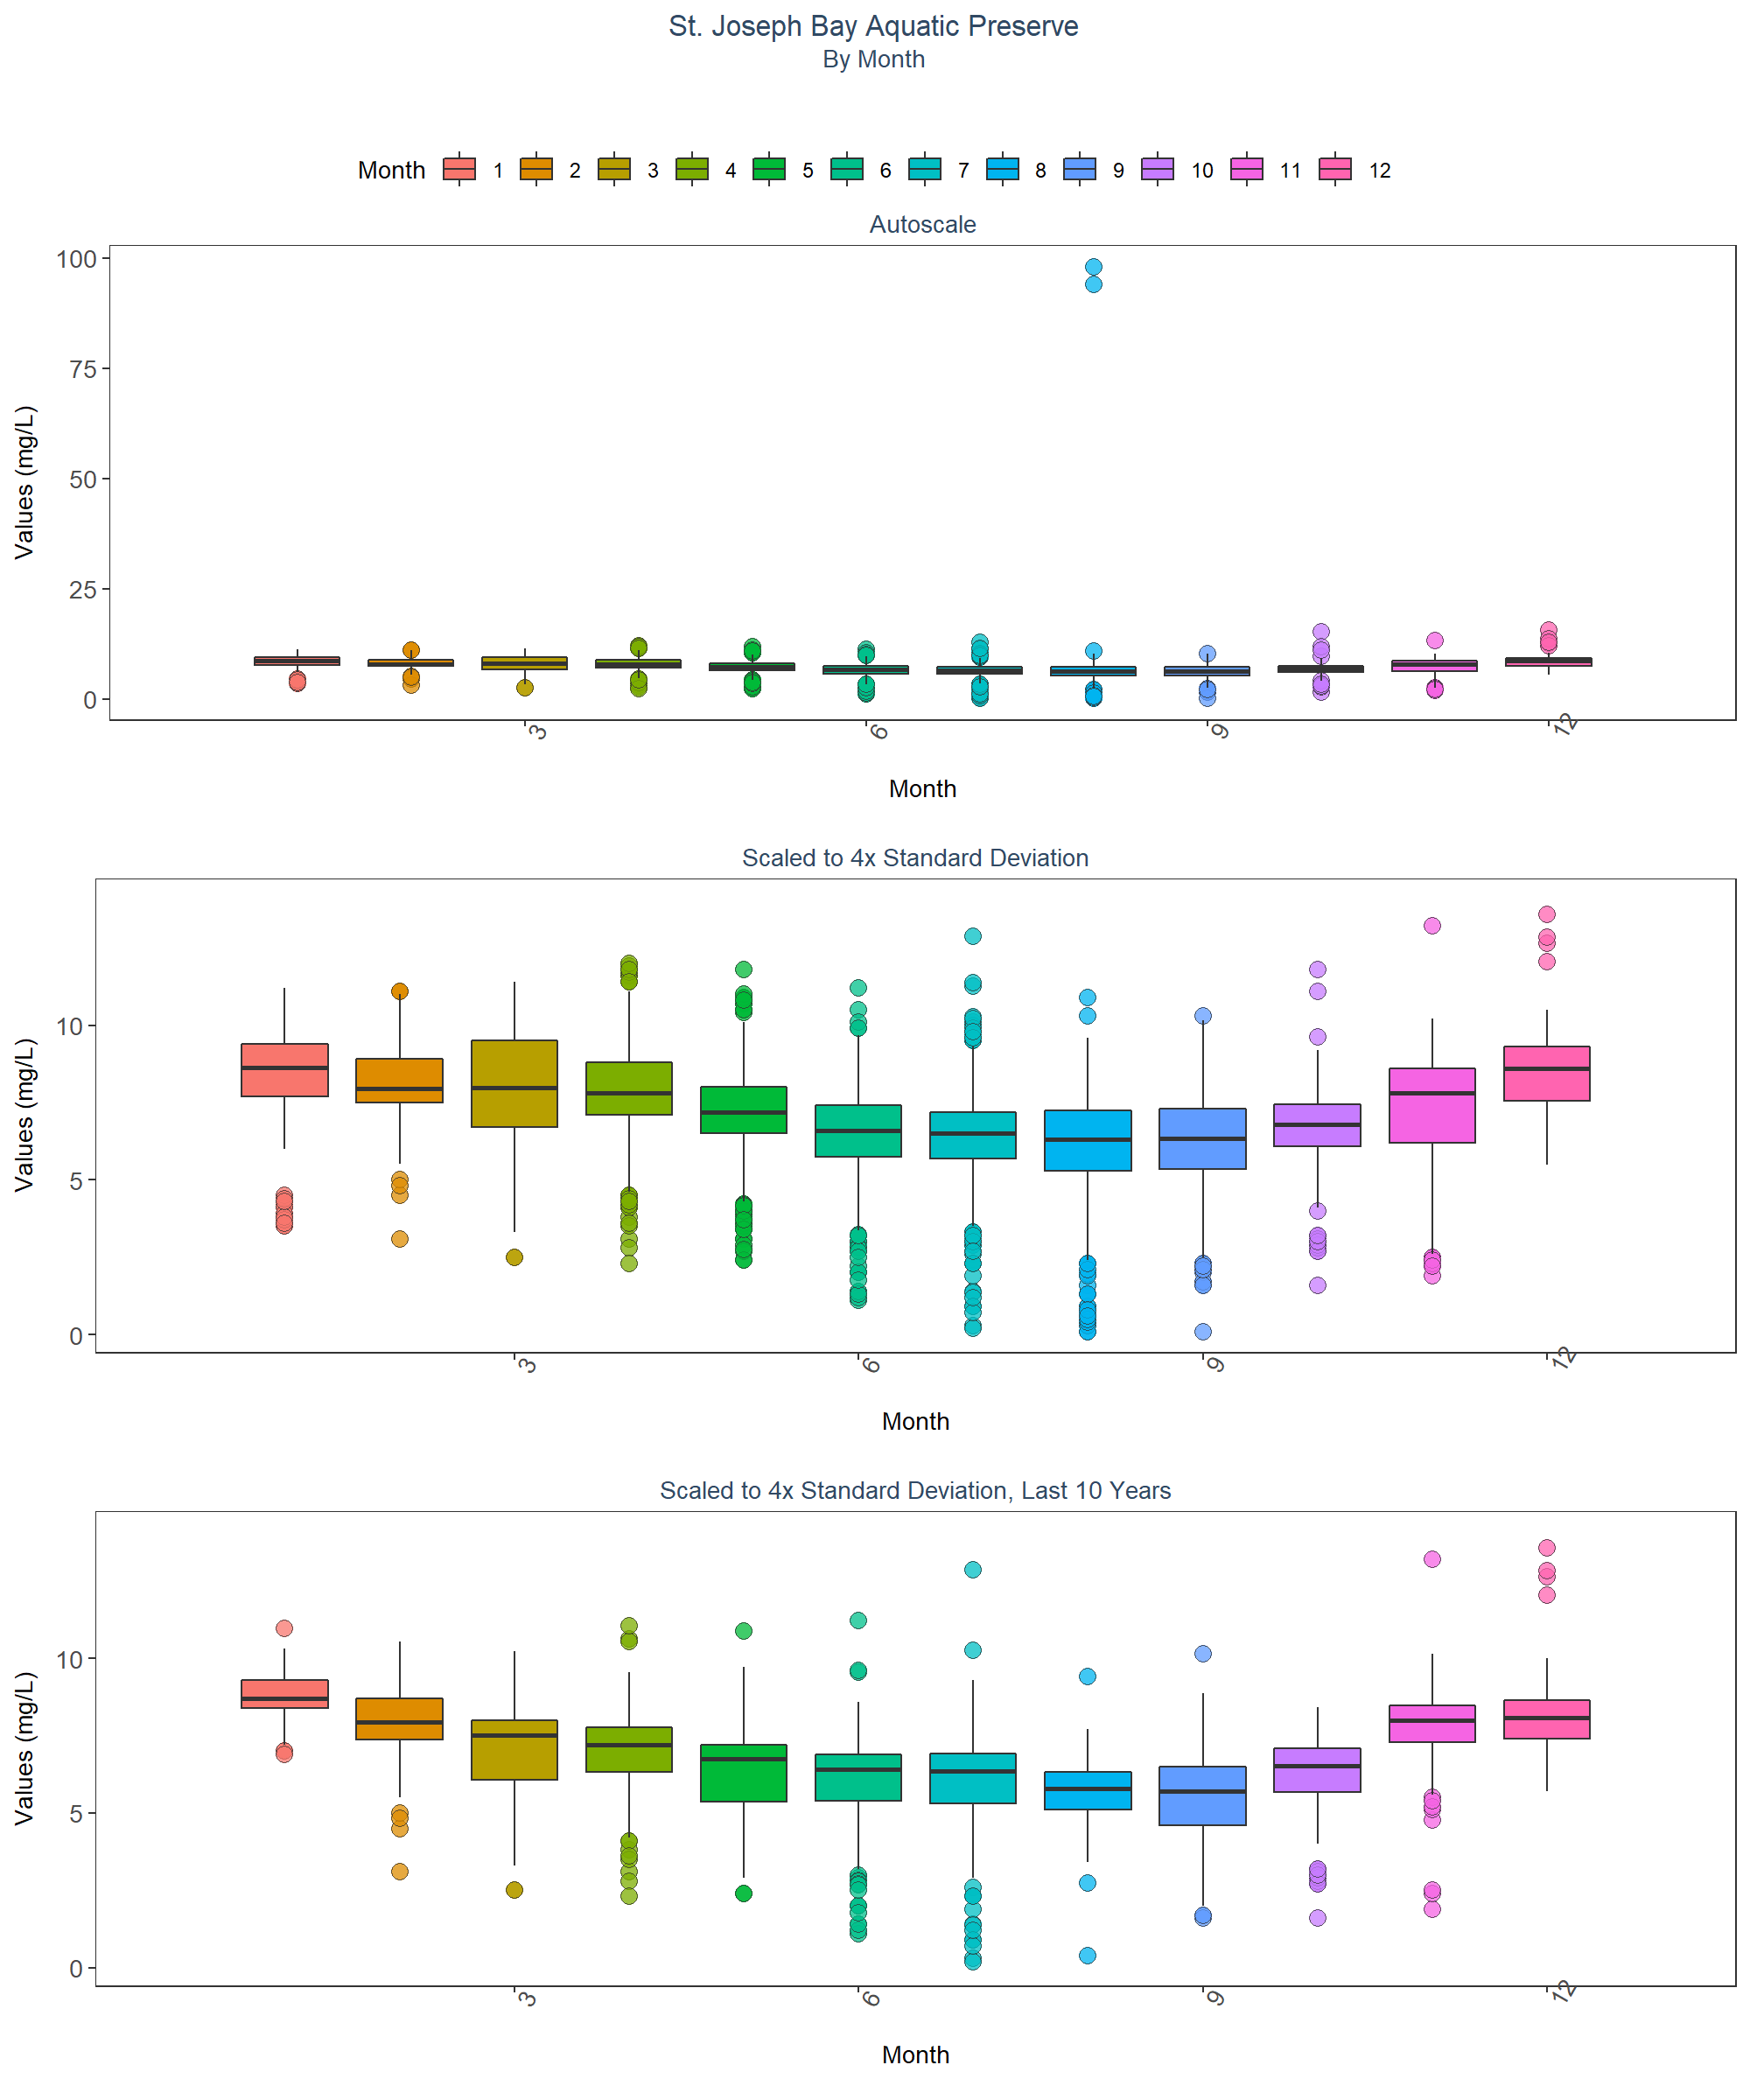 St. Joseph Bay Aquatic Preserve
By Month
Month 1 2 3 4 5 6 7 8 9 10 11 12
Autoscale
100
75
50
25
0
Values (mg/L)
3 6 9 12
Month
Scaled to 4x Standard Deviation
10
5
0
Values (mg/L)
3 6 9 12
Month
Scaled to 4x Standard Deviation, Last 10 Years
10
5
0
Values (mg/L)
3 6 9 12
Month